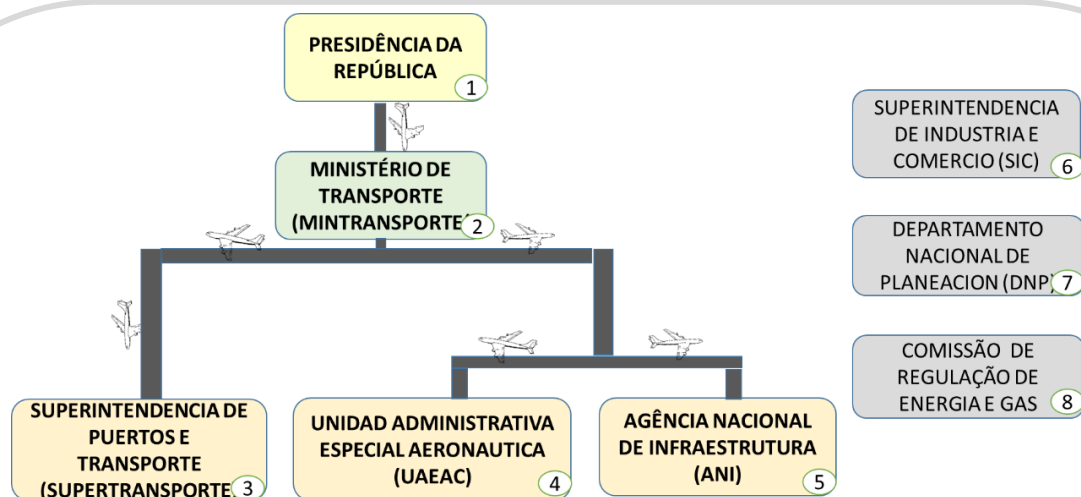 PRESIDÊNCIA DA
REPÚBLICA
1
MINISTÉRIO DE
TRANSPORTE
(MINTRANSPORTE)
2
SUPERINTENDENCIA DE
PUERTOS E
TRANSPORTE
(SUPERTRANSPORTE
3
UNIDAD ADMINISTRATIVA
ESPECIAL AERONAUTICA
(UAEAC)
4
AGÊNCIA NACIONAL
DE INFRAESTRUTURA
(ANI)
5
SUPERINTENDENCIA
DE INDUSTRIA E
COMERCIO (SIC)
6
DEPARTAMENTO
NACIONAL DE
PLANEACION (DNP)
7
COMISSÃO DE
REGULAÇÃO DE
ENERGIA E GAS
8